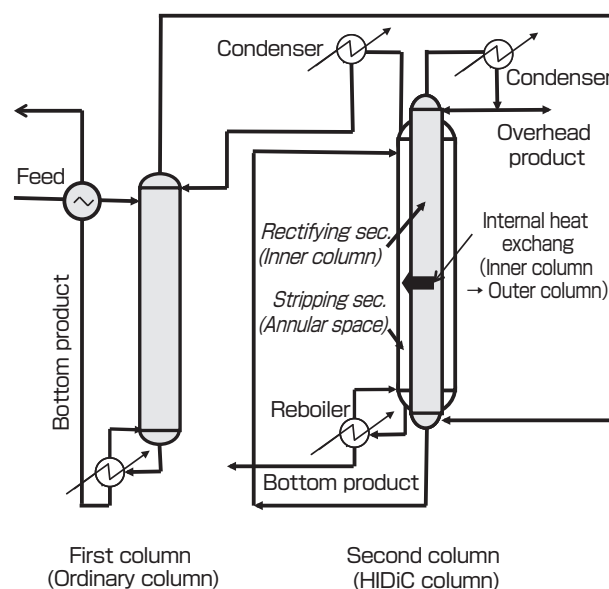 Condenser
Condenser
Overhead
product
Feed
Rectifying sec.
(Inner column)
Internal heat
exchang
(Inner column
→ Outer column)
Stripping sec.
(Annular space)
Bottom product
Reboiler
Bottom product
First column
(Ordinary column)
Second column
(HIDiC column)